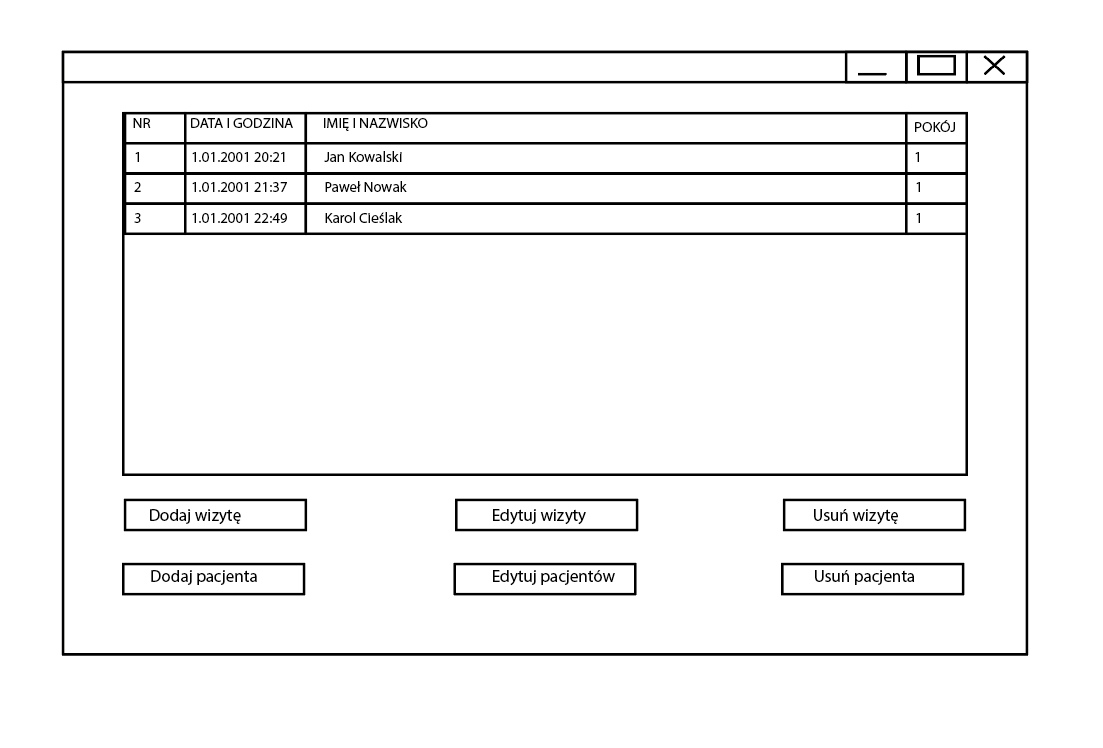 NR DATA I GODZINA IMIĘ I NAZWISKO POKÓJ
1 1.01.2001 20:21 Jan Kowalski 1
2 1.01.2001 21:37 Paweł Nowak 1
3 1.01.2001 22:49 Karol Cieślak 1
Dodaj wizytę Edytuj wizyty Usuń wizytę
Dodaj pacjenta Edytuj pacjentów Usuń pacjenta